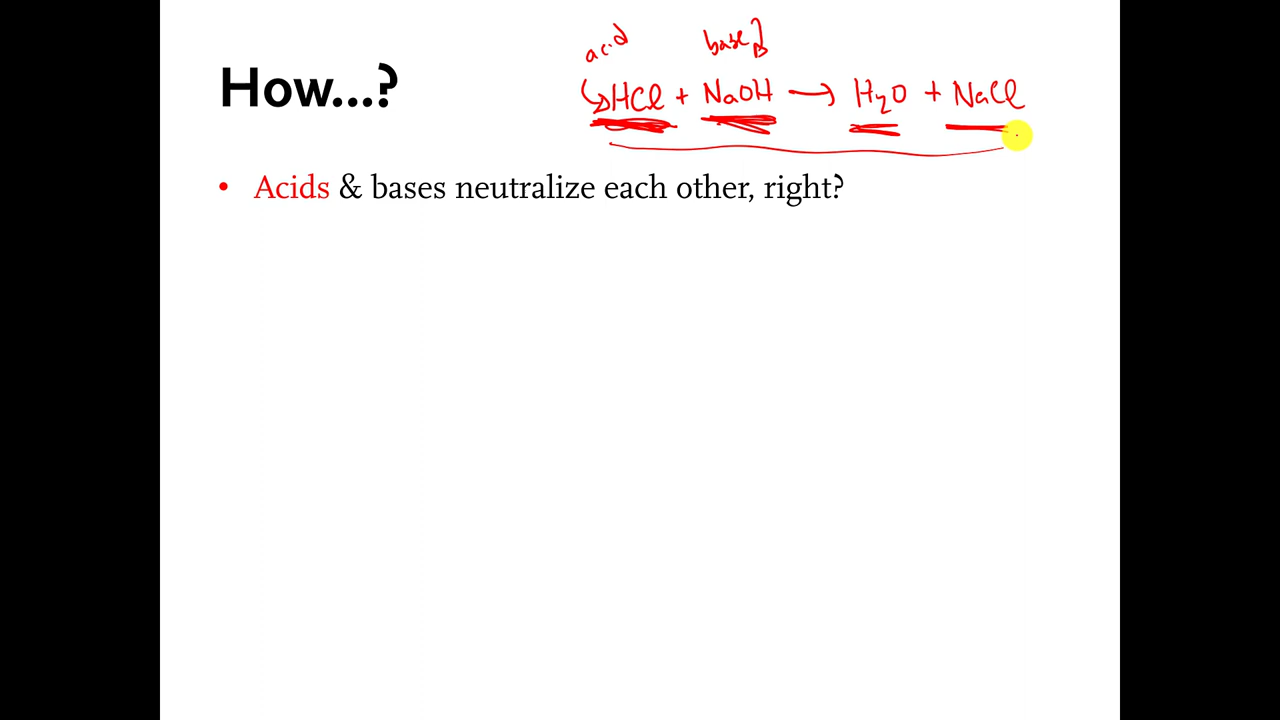 acid base
How...?
HCl + NaOH → H₂O + NaCl
• Acids & bases neutralize each other, right?